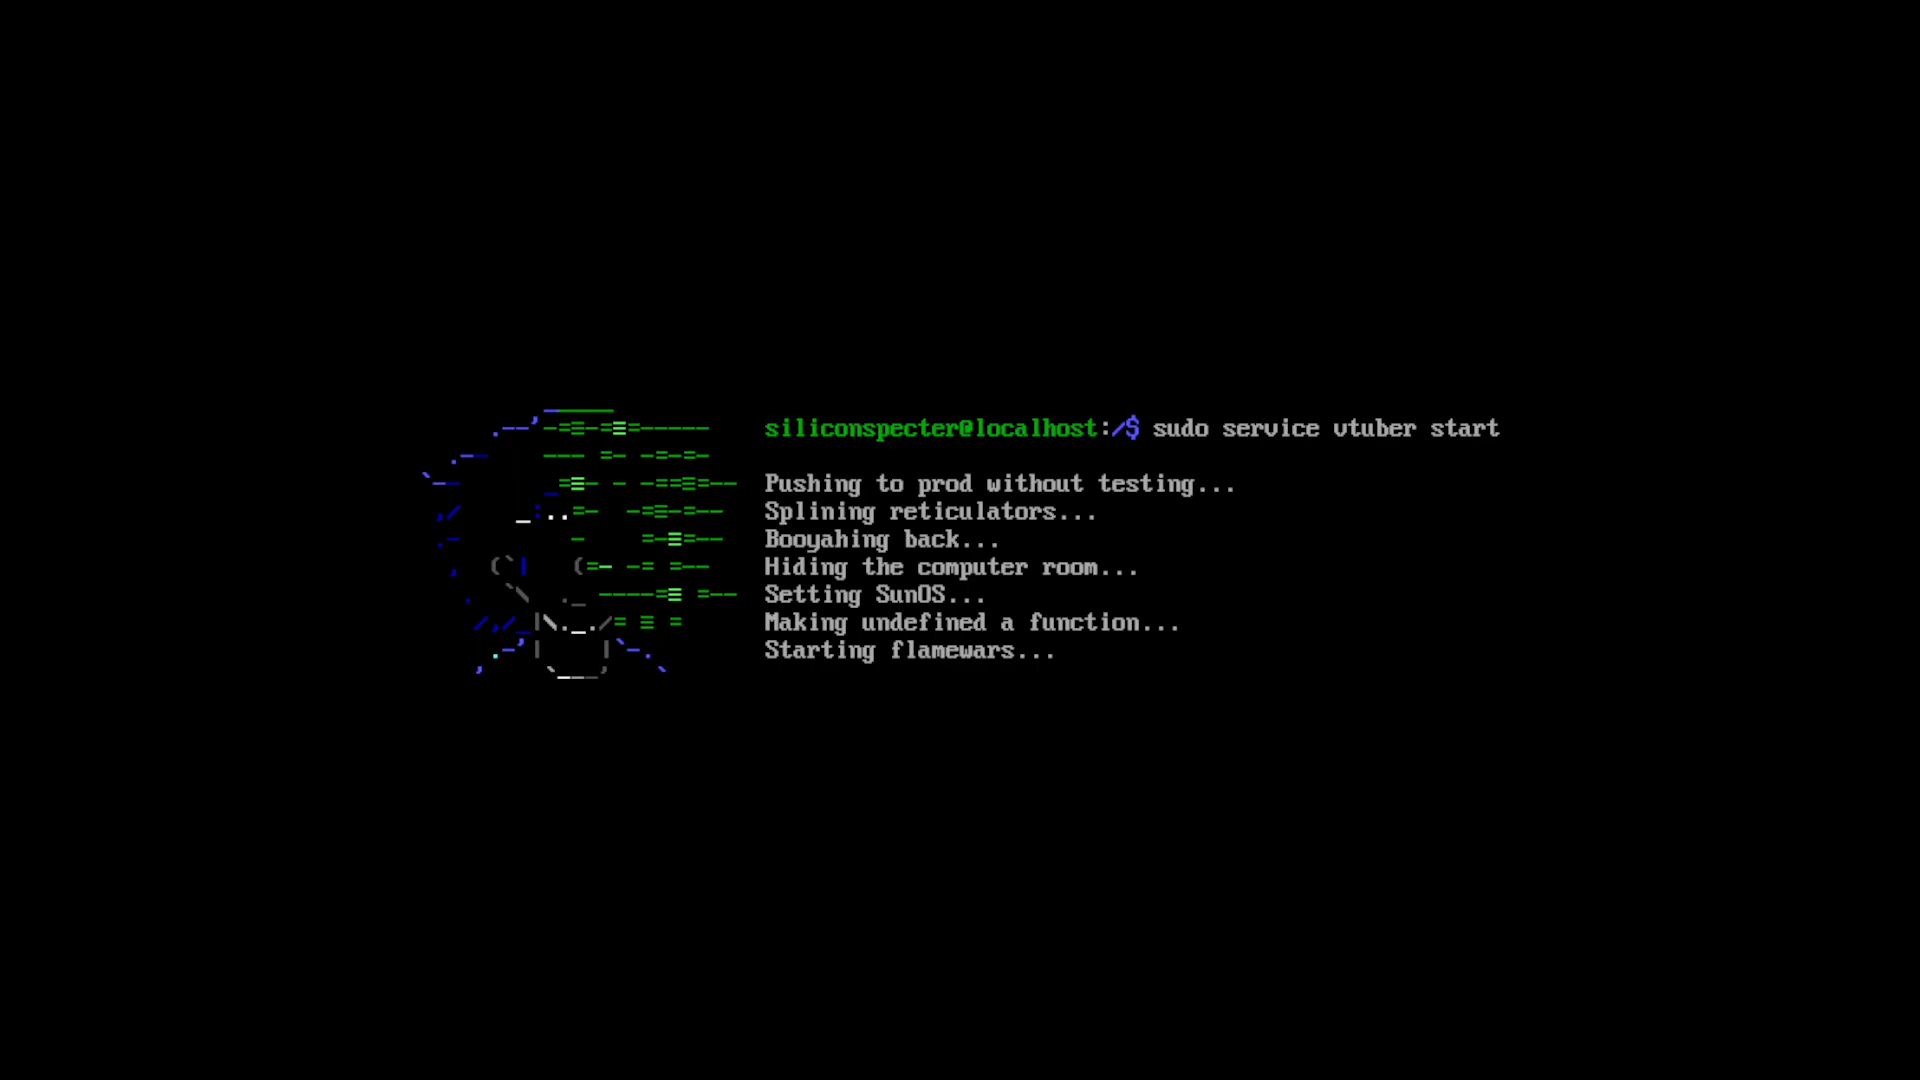 siliconspecter@localhost:/$ sudo service vtuber start
Pushing to prod without testing...
Splining reticulators...
Booyahing back...
Hiding the computer room...
Setting SunOS...
Making undefined a function...
Starting flamewars...